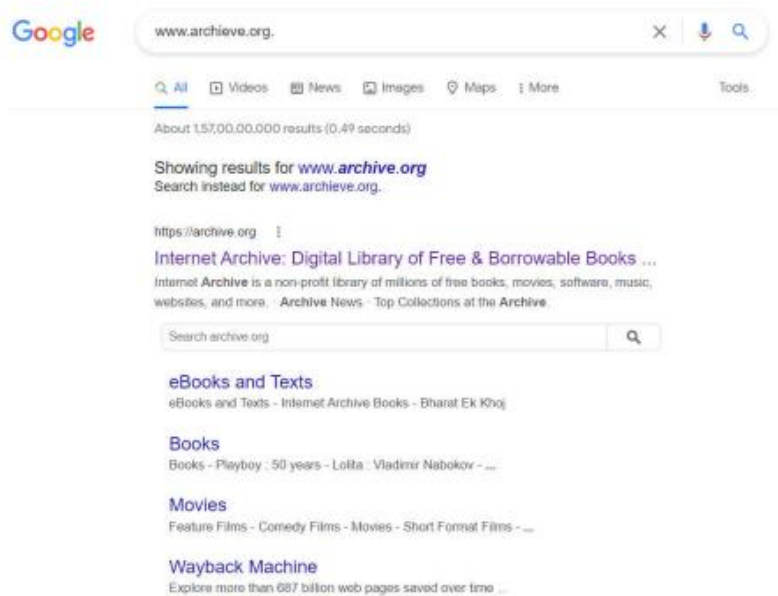 Google
www.archieve.org.
All Videos News Images Maps More Tools
About 1,57,00,00,000 results (0.49 seconds)
Showing results for www.archive.org
Search instead for www.archieve.org.
https://archive.org
Internet Archive: Digital Library of Free & Borrowable Books ...
Internet Archive is a non-profit library of millions of free books, movies, software, music,
websites, and more. · Archive News · Top Collections at the Archive
Search archive.org
eBooks and Texts
eBooks and Texts - Internet Archive Books - Bharat Ek Khoj
Books
Books - Playboy : 50 years - Lolita : Vladimir Nabokov - ...
Movies
Feature Films - Comedy Films - Movies - Short Format Films - ...
Wayback Machine
Explore more than 687 billion web pages saved over time ...